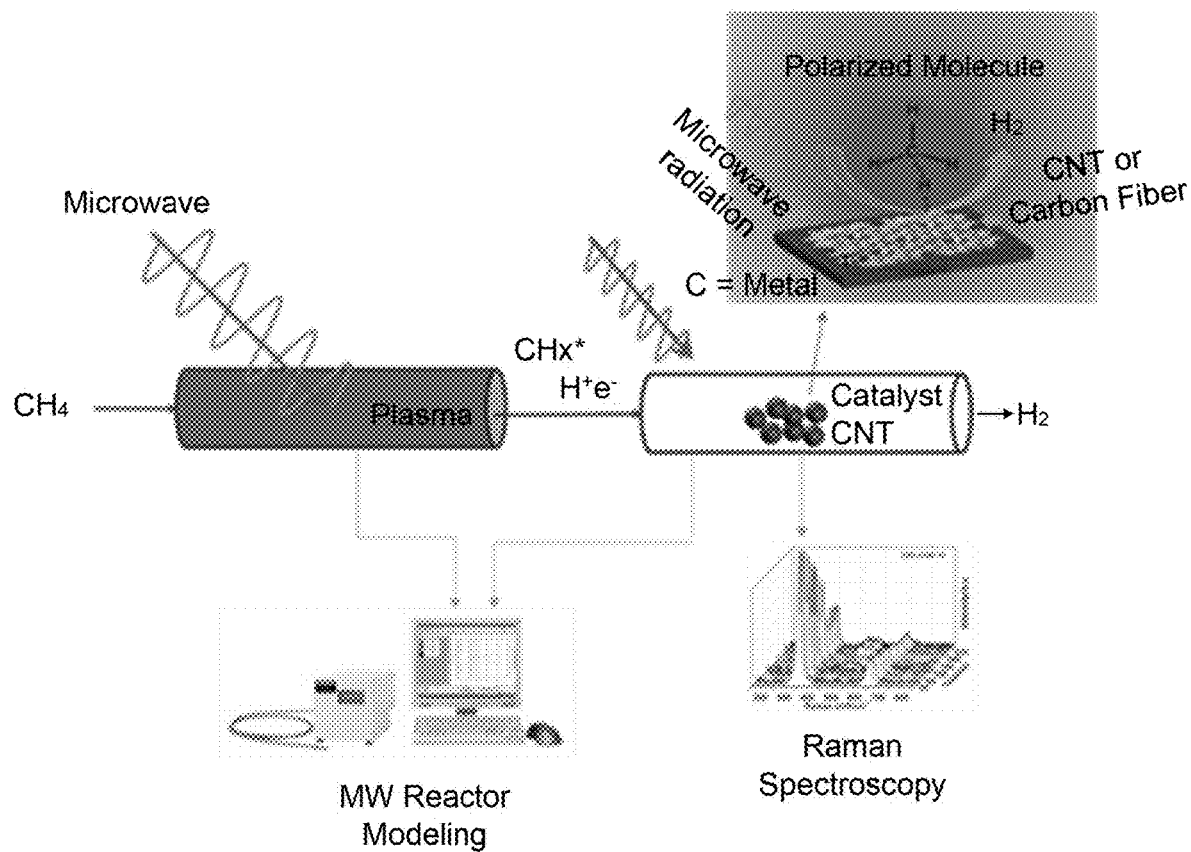 Polarized Molecule
H₂
Microwave
radiation
CNT or
Carbon Fiber
Microwave
C = Metal
CHx*
H⁺e⁻
CH₄
Plasma
Catalyst
CNT
H₂
Raman
Spectroscopy
MW Reactor
Modeling